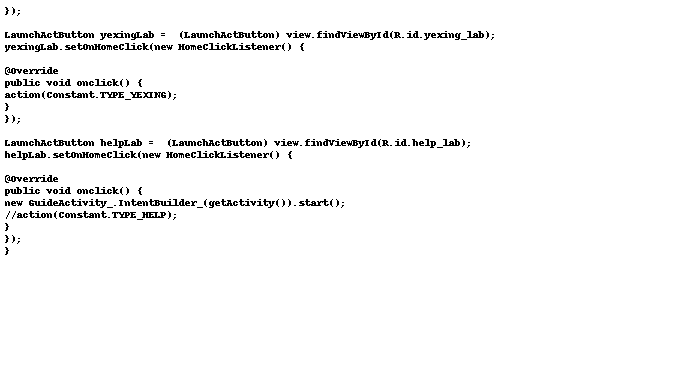 });
LaunchActButton yexingLab =  (LaunchActButton) view.findViewById(R.id.yexing_lab);
yexingLab.setOnHomeClick(new HomeClickListener() {
@Override
public void onclick() {
action(Constant.TYPE_YEXING);
}
});
LaunchActButton helpLab =  (LaunchActButton) view.findViewById(R.id.help_lab);
helpLab.setOnHomeClick(new HomeClickListener() {
@Override
public void onclick() {
new GuideActivity_.IntentBuilder_(getActivity()).start();
//action(Constant.TYPE_HELP);
}
});
}